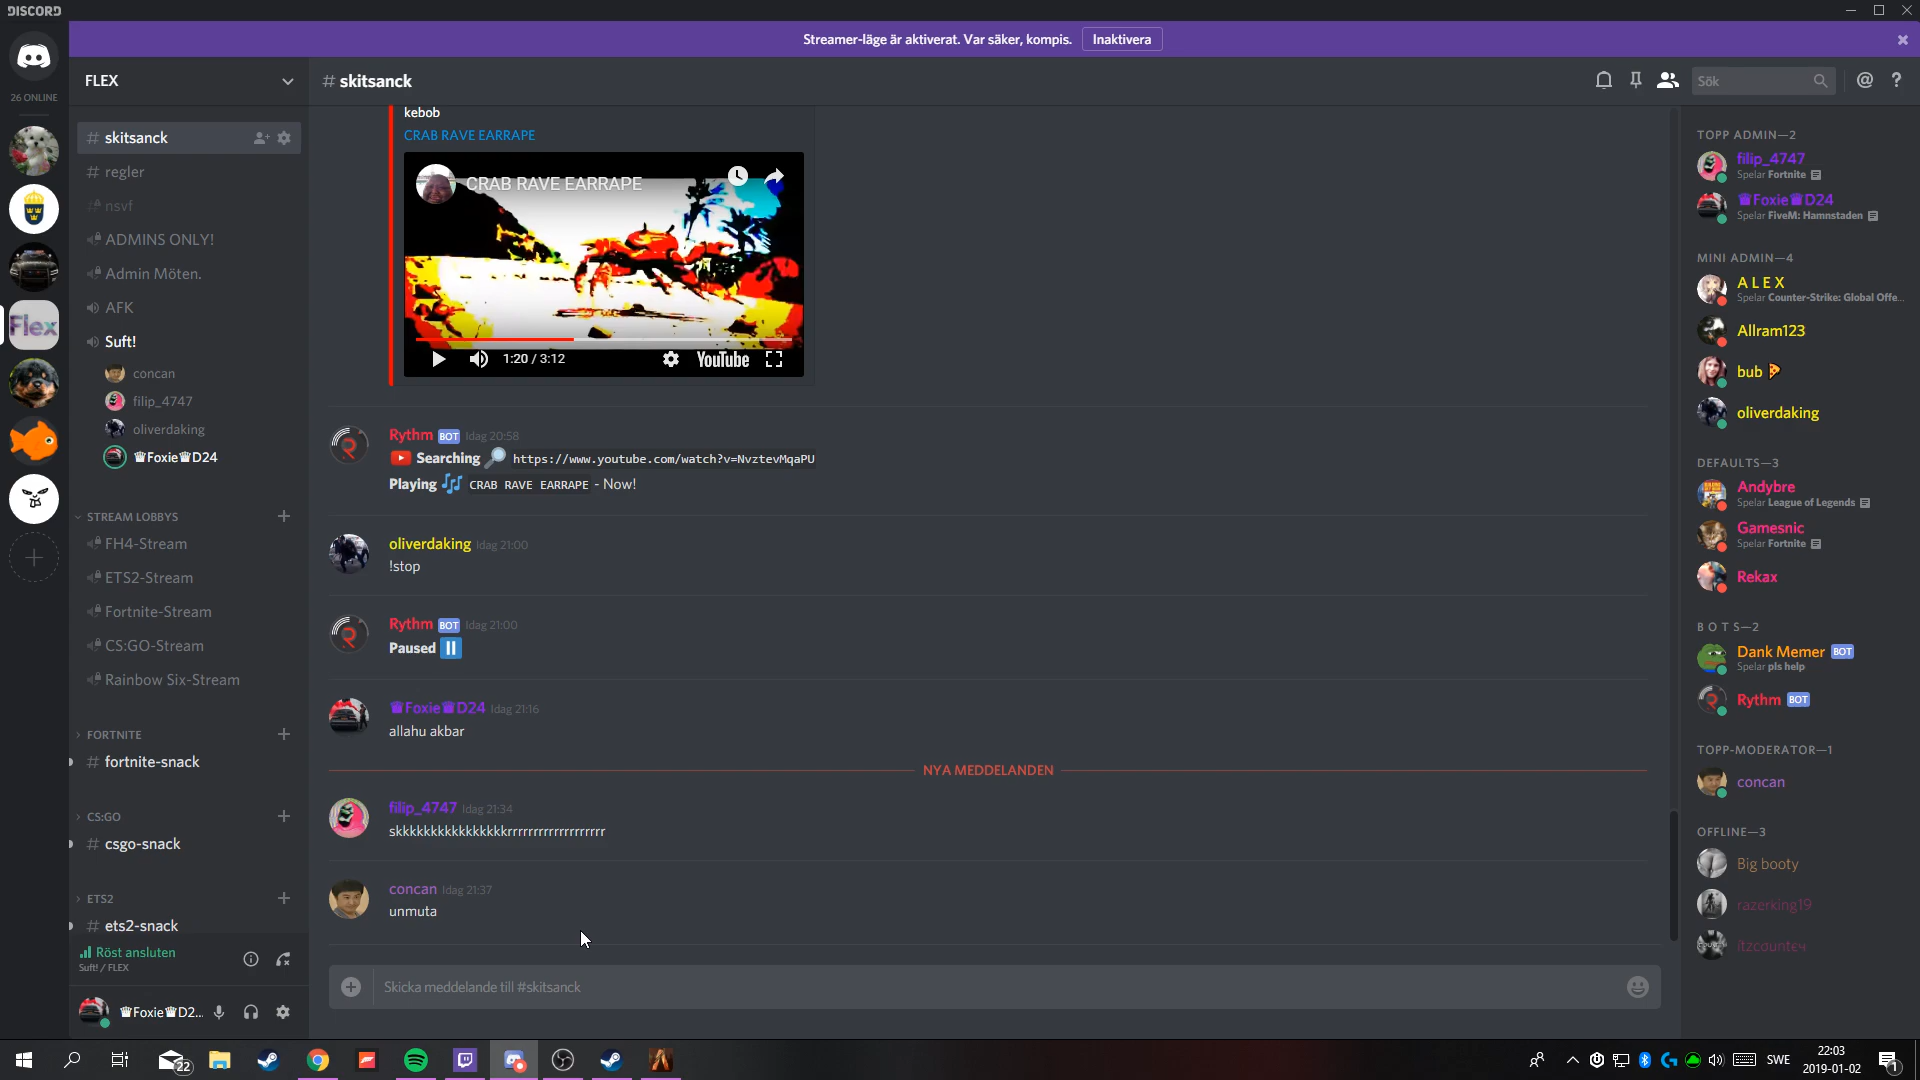 DISCORD
Streamer-läge är aktiverat. Var säker, kompis.
Inaktivera
26 ONLINE
Flex
FLEX
# skitsanck
# regler
# nsvf
ADMINS ONLY!
Admin Möten.
AFK
Suft!
concan
filip_4747
oliverdaking
♛Foxie♛D24
STREAM LOBBYS
FH4-Stream
ETS2-Stream
Fortnite-Stream
CS:GO-Stream
Rainbow Six-Stream
FORTNITE
# fortnite-snack
CS:GO
# csgo-snack
ETS2
# ets2-snack
Röst ansluten
Suft! / FLEX
♛Foxie♛D2...
# skitsanck
Sök
kebob
CRAB RAVE EARRAPE
CRAB RAVE EARRAPE
1:20 / 3:12
YouTube
Rythm BOT Idag 20:58
Searching https://www.youtube.com/watch?v=NvztevMqaPU
Playing CRAB RAVE EARRAPE - Now!
oliverdaking Idag 21:00
!stop
Rythm BOT Idag 21:00
Paused
♛Foxie♛D24 Idag 21:16
allahu akbar
NYA MEDDELANDEN
filip_4747 Idag 21:34
skkkkkkkkkkkkkkkkrrrrrrrrrrrrrrrrrrr
concan Idag 21:37
unmuta
Skicka meddelande till #skitsanck
TOPP ADMIN—2
filip_4747
Spelar Fortnite
♛Foxie♛D24
Spelar FiveM: Hamnstaden
MINI ADMIN—4
A L E X
Spelar Counter-Strike: Global Offe...
Allram123
bub 🍕
oliverdaking
DEFAULTS—3
Andybre
Spelar League of Legends
Gamesnic
Spelar Fortnite
Rekax
B O T S—2
Dank Memer BOT
Spelar pls help
Rythm BOT
TOPP-MODERATOR—1
concan
OFFLINE—3
Big booty
razerking19
22
SWE
22:03
2019-01-02
1